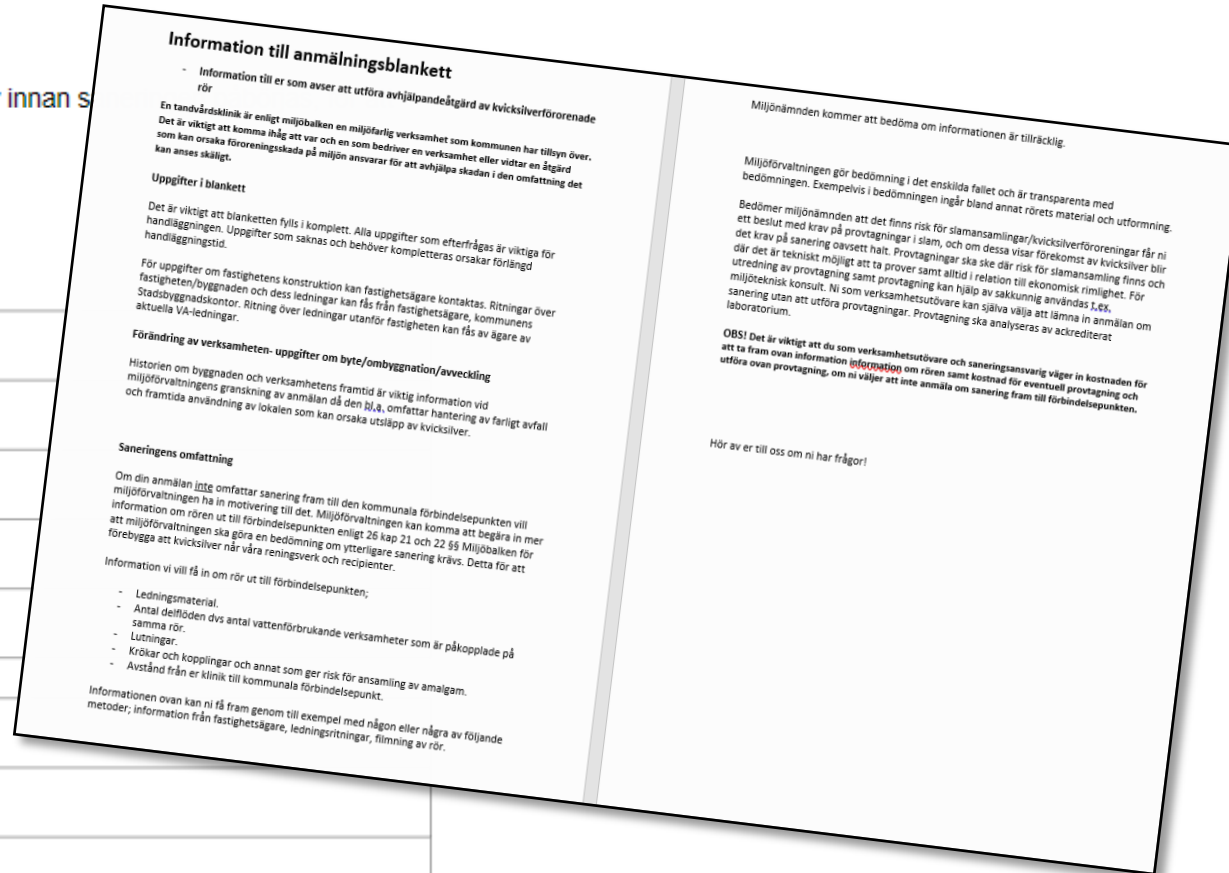 innan s
Information till anmälningsblankett
- Information till er som avser att utföra avhjälpandeåtgärd av kvicksilverförorenade
rör
En tandvårdsklinik är enligt miljöbalken en miljöfarlig verksamhet som kommunen har tillsyn över.
Det är viktigt att komma ihåg att var och en som bedriver en verksamhet eller vidtar en åtgärd
som kan orsaka föroreningsskada på miljön ansvarar för att avhjälpa skadan i den omfattning det
kan anses skäligt.
Uppgifter i blankett
Det är viktigt att blanketten fylls i komplett. Alla uppgifter som efterfrågas är viktiga för
handläggningen. Uppgifter som saknas och behöver kompletteras orsakar förlängd
handläggningstid.
För uppgifter om fastighetens konstruktion kan fastighetsägare kontaktas. Ritningar över
fastigheten/byggnaden och dess ledningar kan fås från fastighetsägare, kommunens
Stadsbyggnadskontor. Ritning över ledningar utanför fastigheten kan fås av ägare av
aktuella VA-ledningar.
Förändring av verksamheten- uppgifter om byte/ombyggnation/avveckling
Historien om byggnaden och verksamhetens framtid är viktig information vid
miljöförvaltningens granskning av anmälan då den bl.a. omfattar hantering av farligt avfall
och framtida användning av lokalen som kan orsaka utsläpp av kvicksilver.
Saneringens omfattning
Om din anmälan inte omfattar sanering fram till den kommunala förbindelsepunkten vill
miljöförvaltningen ha in motivering till det. Miljöförvaltningen kan komma att begära in mer
information om rören ut till förbindelsepunkten enligt 26 kap 21 och 22 §§ Miljöbalken för
att miljöförvaltningen ska göra en bedömning om ytterligare sanering krävs. Detta för att
förebygga att kvicksilver når våra reningsverk och recipienter.
Information vi vill få in om rör ut till förbindelsepunkten;
- Ledningsmaterial.
- Antal delflöden dvs antal vattenförbrukande verksamheter som är påkopplade på
samma rör.
- Lutningar.
- Krökar och kopplingar och annat som ger risk för ansamling av amalgam.
- Avstånd från er klinik till kommunala förbindelsepunkt.
Informationen ovan kan ni få fram genom till exempel med någon eller några av följande
metoder; information från fastighetsägare, ledningsritningar, filmning av rör.
Miljönämnden kommer att bedöma om informationen är tillräcklig.
Miljöförvaltningen gör bedömning i det enskilda fallet och är transparenta med
bedömningen. Exempelvis i bedömningen ingår bland annat rörets material och utformning.
Bedömer miljönämnden att det finns risk för slamansamlingar/kvicksilverföroreningar får ni
ett beslut med krav på provtagningar i slam, och om dessa visar förekomst av kvicksilver blir
det krav på sanering oavsett halt. Provtagningar ska ske där risk för slamansamling finns och
där det är tekniskt möjligt att ta prover samt alltid i relation till ekonomisk rimlighet. För
utredning av provtagning samt provtagning kan hjälp av sakkunnig användas t.ex.
miljöteknisk konsult. Ni som verksamhetsutövare kan själva välja att lämna in anmälan om
sanering utan att utföra provtagningar. Provtagning ska analyseras av ackrediterat
laboratorium.
OBS! Det är viktigt att du som verksamhetsutövare och saneringsansvarig väger in kostnaden för
att ta fram ovan information information om rören samt kostnad för eventuell provtagning och
utföra ovan provtagning, om ni väljer att inte anmäla om sanering fram till förbindelsepunkten.
Hör av er till oss om ni har frågor!